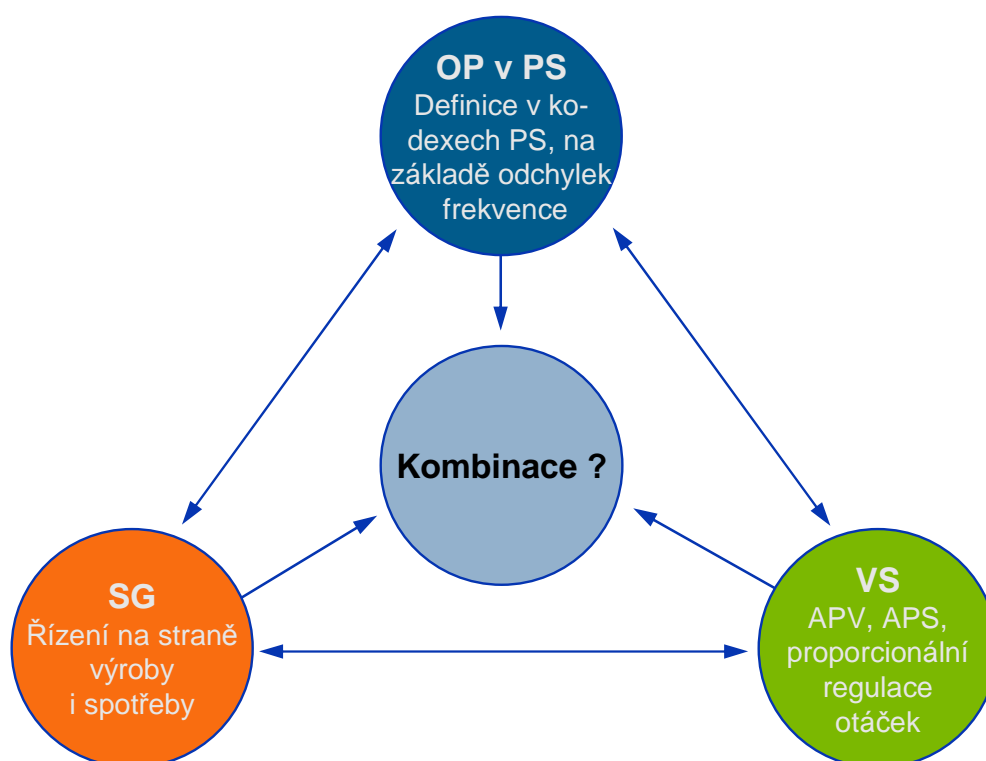 OP v PS
Definice v ko-
dexech PS, na
základě odchylek
frekvence
Kombinace ?
SG
Řízení na straně
výroby
i spotřeby
VS
APV, APS,
proporcionální
regulace
otáček